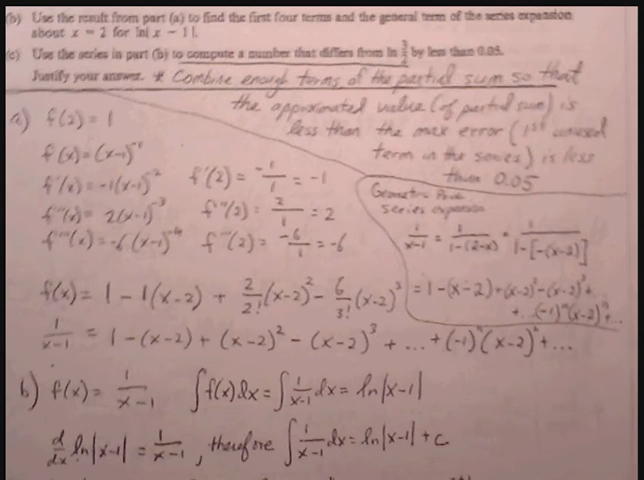 (b) Use the result from part (a) to find the first four terms and the general term of the series expansion
about x = 2 for ln|x - 1|.
(c) Use the series in part (b) to compute a number that differs from ln 3/2 by less than 0.05.
Justify your answer. * Combine enough terms of the partial sum so that
the approximated value (of partial sum) is
less than the max error (1st unused
term in the series) is less
than 0.05
a) f(2) = 1
f(x) = (x-1)⁻¹
f'(x) = -1(x-1)⁻² f'(2) = -1/1 = -1
f''(x) = 2(x-1)⁻³ f''(2) = 2/1 = 2
f'''(x) = -6(x-1)⁻⁴ f'''(2) = -6/1 = -6
Geometric
series expansion
1/(x-1) = 1/(1-(2-x)) = 1/(1-[-(x-2)])
= 1-(x-2)+(x-2)²-(x-2)³+
+...(-1)ⁿ(x-2)ⁿ+...
f(x) = 1 - 1(x-2) + 2/2!(x-2)² - 6/3!(x-2)³
1/(x-1) = 1-(x-2)+(x-2)²-(x-2)³+...+(-1)ⁿ(x-2)ⁿ+...
b) f(x) = 1/(x-1) ∫f(x)dx = ∫1/(x-1) dx = ln|x-1|
d/dx ln|x-1| = 1/(x-1), therefore ∫1/(x-1) dx = ln|x-1| + C